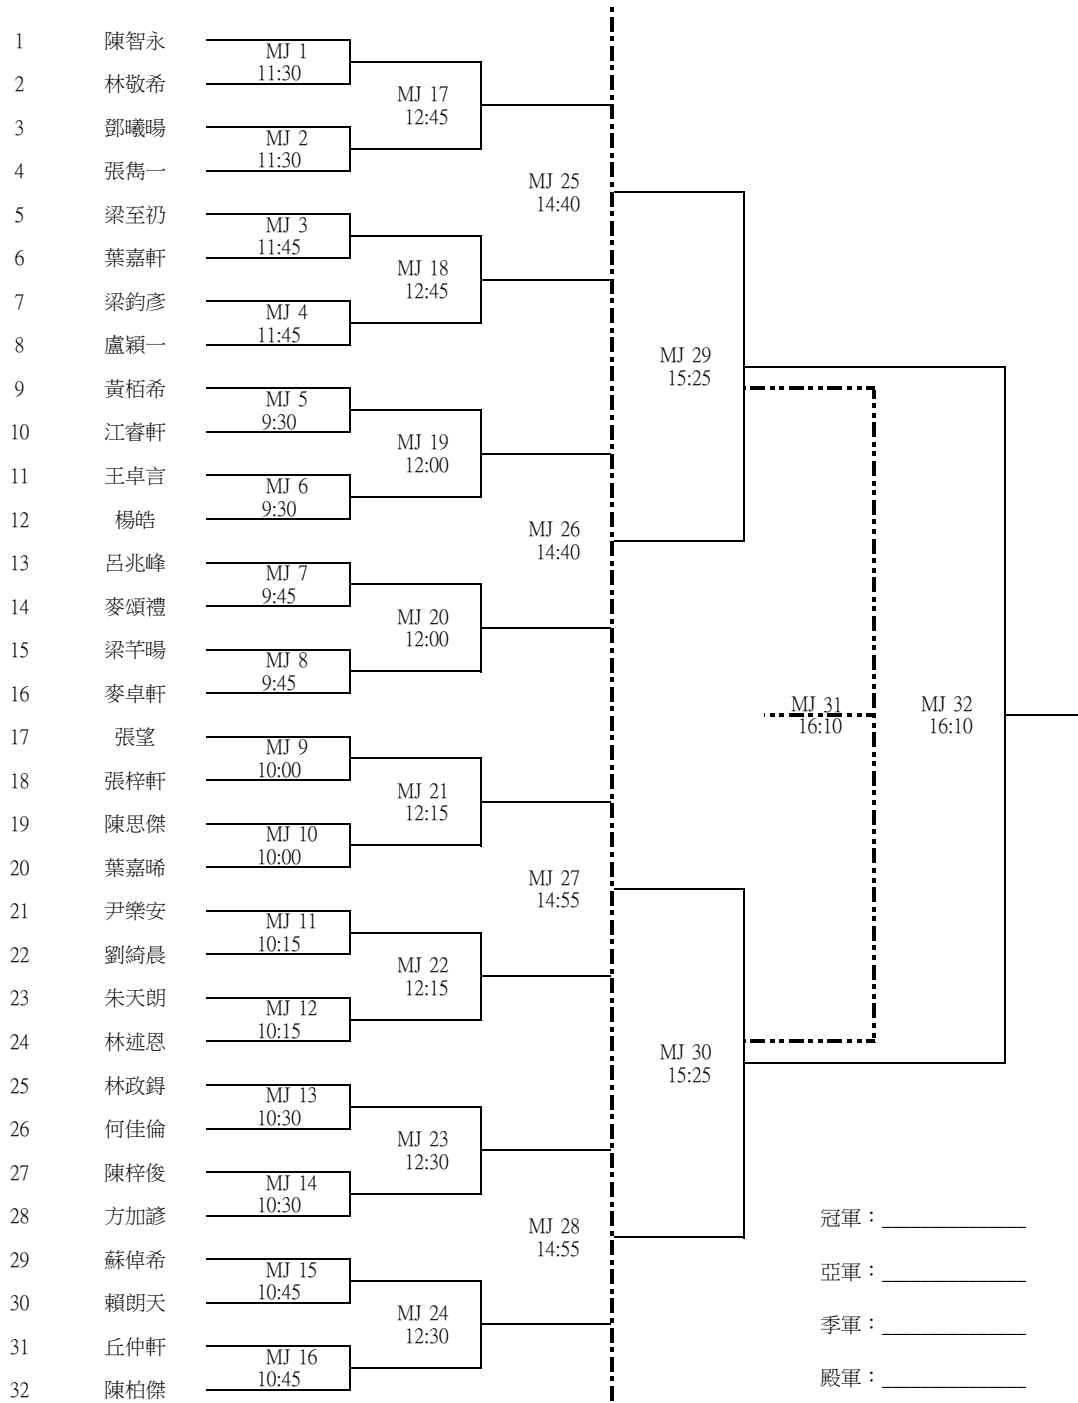 1 陳智永
MJ 1
11:30
2 林敬希
MJ 17
12:45
3 鄧曦暘
MJ 2
11:30
4 張雋一
MJ 25
14:40
5 梁至礽
MJ 3
11:45
6 葉嘉軒
MJ 18
12:45
7 梁鈞彥
MJ 4
11:45
8 盧穎一
MJ 29
15:25
9 黃栢希
MJ 5
9:30
10 江睿軒
MJ 19
12:00
11 王卓言
MJ 6
9:30
12 楊皓
MJ 26
14:40
13 呂兆峰
MJ 7
9:45
14 麥頌禮
MJ 20
12:00
15 梁芊暘
MJ 8
9:45
16 麥卓軒
MJ 31
16:10
MJ 32
16:10
17 張望
MJ 9
10:00
18 張梓軒
MJ 21
12:15
19 陳思傑
MJ 10
10:00
20 葉嘉晞
MJ 27
14:55
21 尹樂安
MJ 11
10:15
22 劉綺晨
MJ 22
12:15
23 朱天朗
MJ 12
10:15
24 林述恩
MJ 30
15:25
25 林政鍀
MJ 13
10:30
26 何佳倫
MJ 23
12:30
27 陳梓俊
MJ 14
10:30
28 方加諺
MJ 28
14:55
29 蘇倬希
MJ 15
10:45
30 賴朗天
MJ 24
12:30
31 丘仲軒
MJ 16
10:45
32 陳柏傑
冠軍：
亞軍：
季軍：
殿軍：